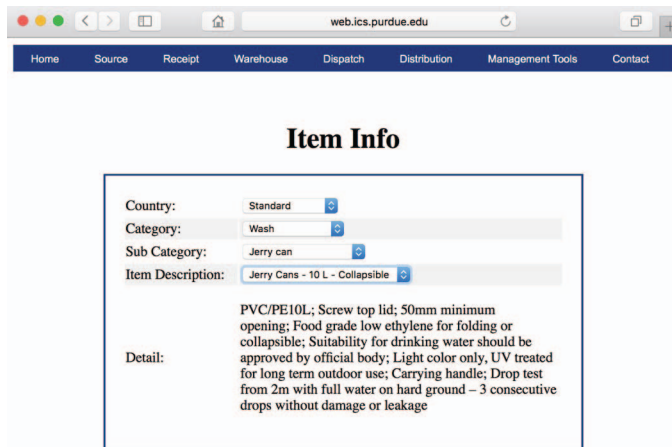 web.ics.purdue.edu
Home Source Receipt Warehouse Dispatch Distribution Management Tools Contact
Item Info
Country: Standard
Category: Wash
Sub Category: Jerry can
Item Description: Jerry Cans - 10 L - Collapsible
Detail:
PVC/PE10L; Screw top lid; 50mm minimum
opening; Food grade low ethylene for folding or
collapsible; Suitability for drinking water should be
approved by official body; Light color only, UV treated
for long term outdoor use; Carrying handle; Drop test
from 2m with full water on hard ground – 3 consecutive
drops without damage or leakage